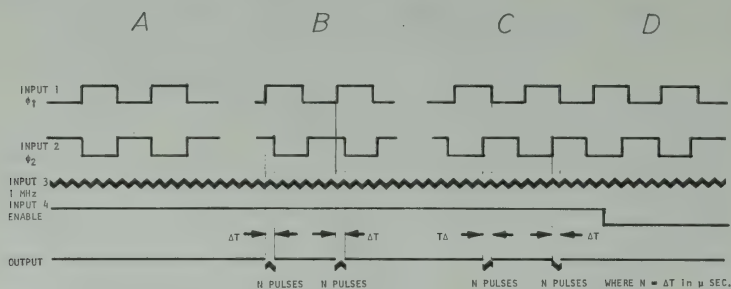 A B C D
INPUT 1
φ1
INPUT 2
φ2
INPUT 3
1 MHz
INPUT 4
ENABLE
ΔT ΔT TΔ ΔT
OUTPUT
N PULSES N PULSES N PULSES N PULSES WHERE N = ΔT in μ SEC.